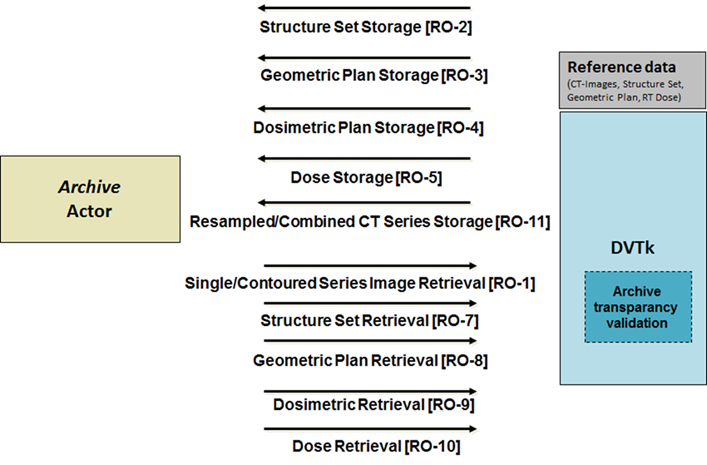 Structure Set Storage [RO-2]
Geometric Plan Storage [RO-3]
Dosimetric Plan Storage [RO-4]
Dose Storage [RO-5]
Resampled/Combined CT Series Storage [RO-11]
Single/Contoured Series Image Retrieval [RO-1]
Structure Set Retrieval [RO-7]
Geometric Plan Retrieval [RO-8]
Dosimetric Retrieval [RO-9]
Dose Retrieval [RO-10]
Archive
Actor
Reference data
(CT-Images, Structure Set,
Geometric Plan, RT Dose)
DVTk
Archive
transparancy
validation